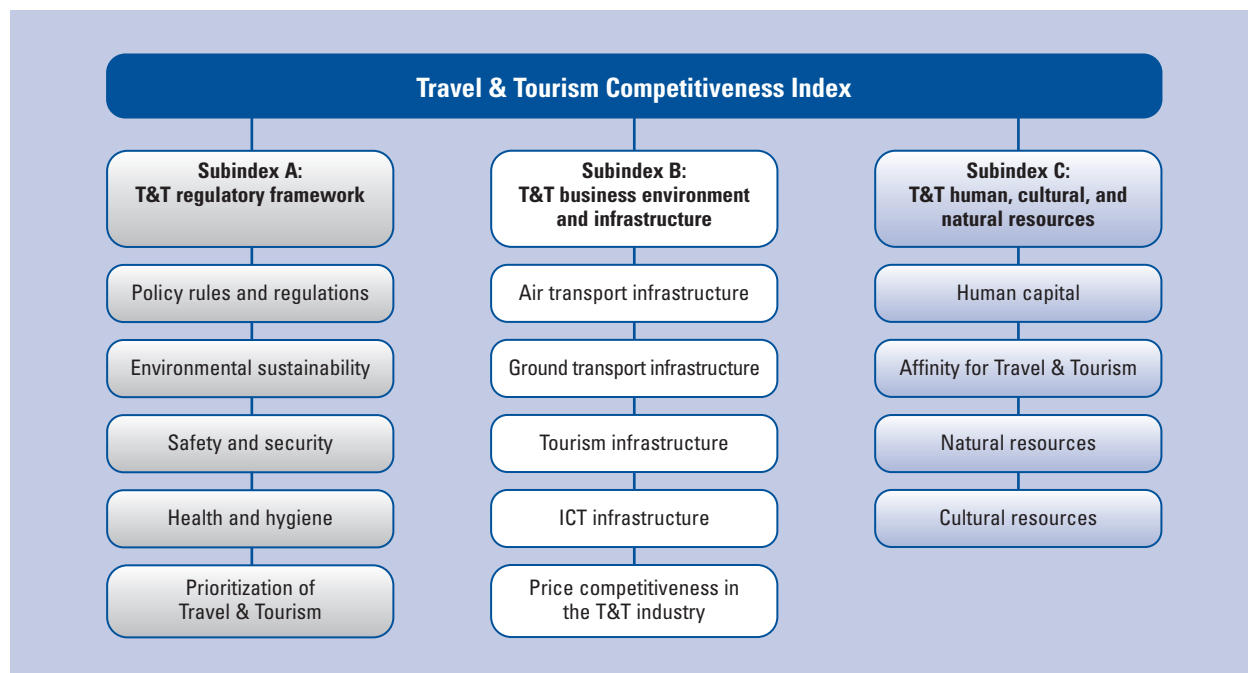 Travel & Tourism Competitiveness Index
Subindex A:
T&T regulatory framework
Policy rules and regulations
Environmental sustainability
Safety and security
Health and hygiene
Prioritization of
Travel & Tourism
Subindex B:
T&T business environment
and infrastructure
Air transport infrastructure
Ground transport infrastructure
Tourism infrastructure
ICT infrastructure
Price competitiveness in
the T&T industry
Subindex C:
T&T human, cultural, and
natural resources
Human capital
Affinity for Travel & Tourism
Natural resources
Cultural resources